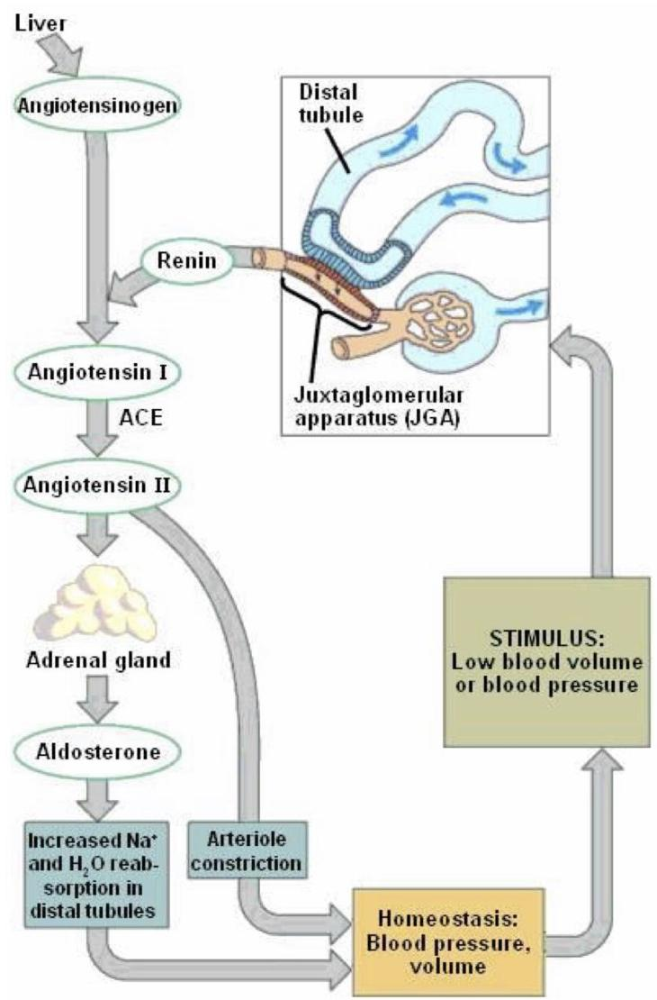 Liver
Angiotensinogen
Distal
tubule
Renin
Angiotensin I
Juxtaglomerular
apparatus (JGA)
ACE
Angiotensin II
STIMULUS:
Low blood volume
or blood pressure
Adrenal gland
Aldosterone
Increased Na⁺
and H₂O reab-
sorption in
distal tubules
Arteriole
constriction
Homeostasis:
Blood pressure,
volume